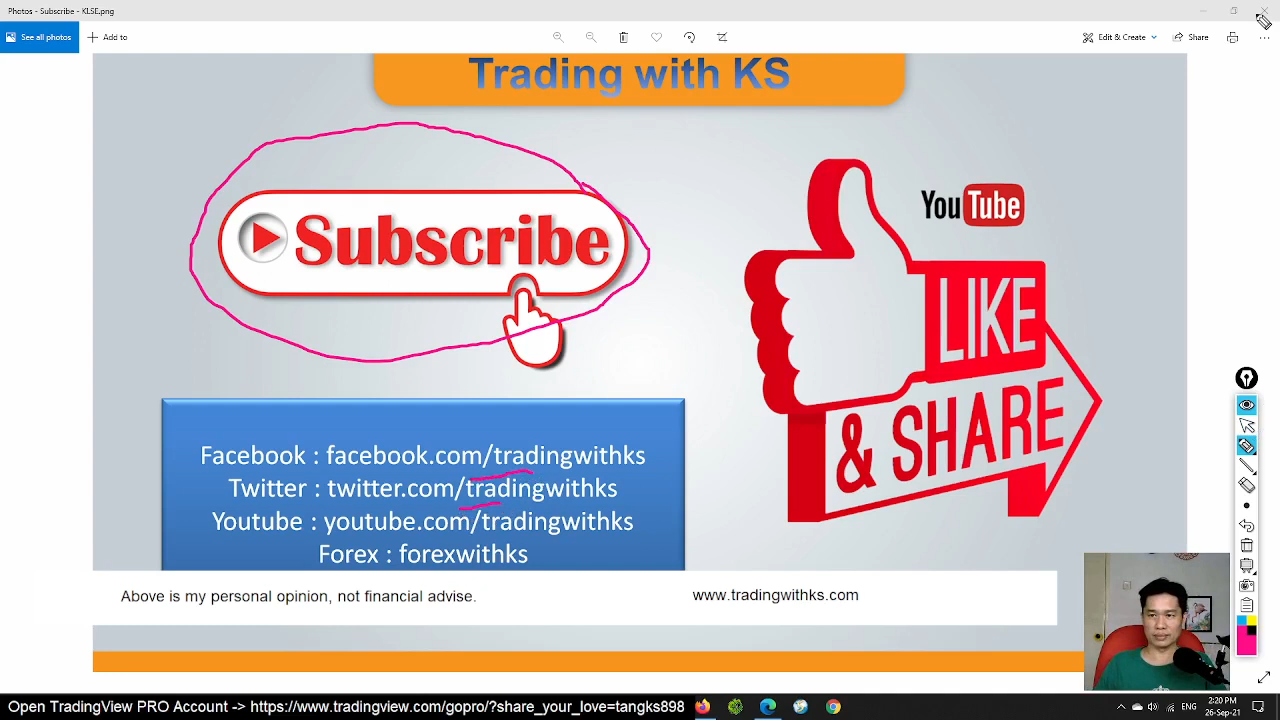 Photos - Subscribe - KLSE.png
See all photos
Add to
Edit & Create
Share
Trading with KS
Subscribe
YouTube
LIKE
& SHARE
Facebook : facebook.com/tradingwithks
Twitter : twitter.com/tradingwithks
Youtube : youtube.com/tradingwithks
Forex : forexwithks
Above is my personal opinion, not financial advise.
www.tradingwithks.com
Open TradingView PRO Account -> https://www.tradingview.com/gopro/?share_your_love=tangks898
ENG
2:20 PM
26-Sep-21